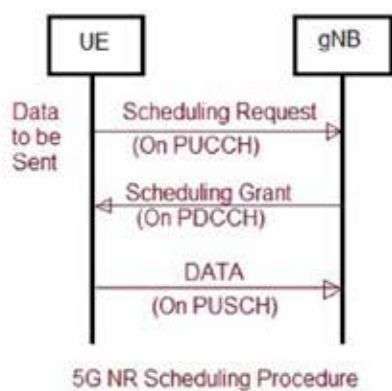 UE
gNB
Data
to be
Sent
Scheduling Request
(On PUCCH)
Scheduling Grant
(On PDCCH)
DATA
(On PUSCH)
5G NR Scheduling Procedure